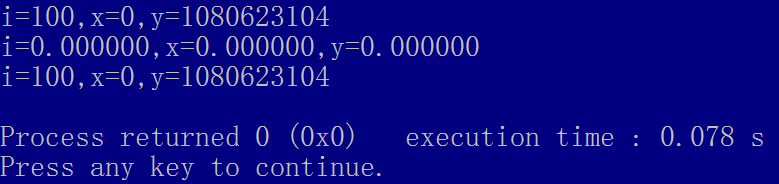 i=100,x=0,y=1080623104
i=0.000000,x=0.000000,y=0.000000
i=100,x=0,y=1080623104
Process returned 0 (0x0)   execution time : 0.078 s
Press any key to continue.